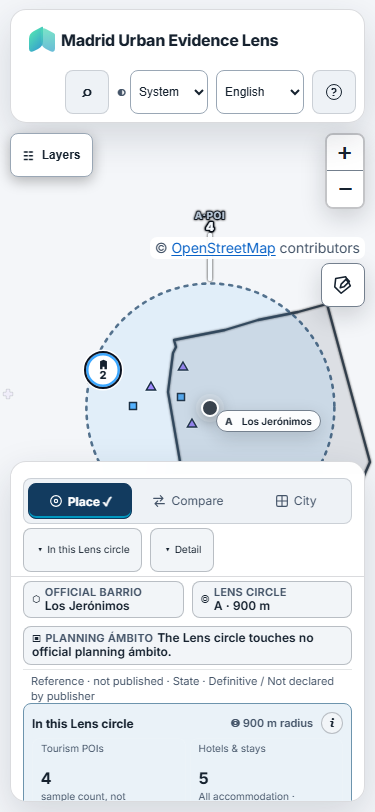 Madrid Urban Evidence Lens
System
English
?
Layers
+
−
A·POI
4
© OpenStreetMap contributors
2
A Los Jerónimos
Place ✓
Compare
City
In this Lens circle
Detail
OFFICIAL BARRIO
Los Jerónimos
LENS CIRCLE
A · 900 m
PLANNING ÁMBITO The Lens circle touches no
official planning ámbito.
Reference · not published · State · Definitive / Not declared
by publisher
In this Lens circle
900 m radius
i
Tourism POIs
Hotels & stays
4
5
sample count, not
All accommodation ·